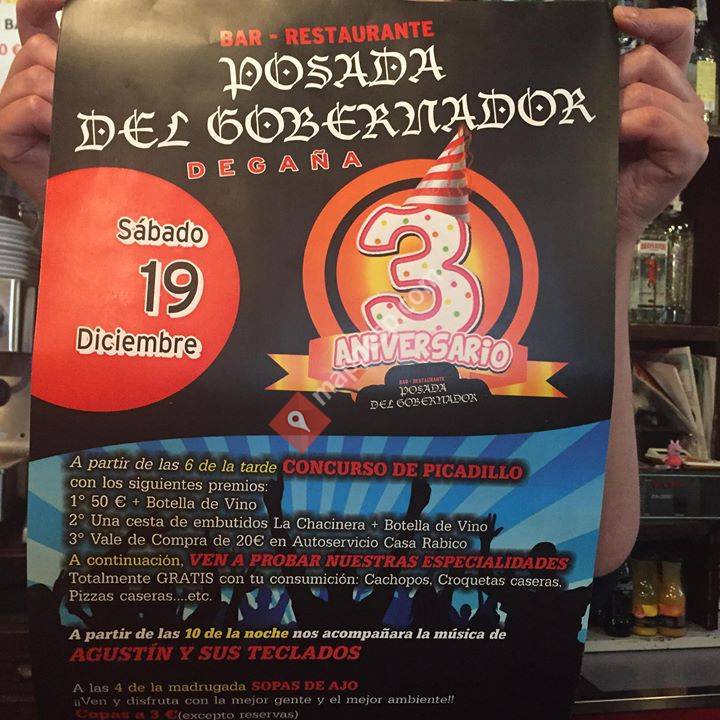 BAR - RESTAURANTE
POSADA
DEL GOBERNADOR
DEGAÑA
Sábado
19
Diciembre
3
ANIVERSARIO
BAR - RESTAURANTE
POSADA
DEL GOBERNADOR
A partir de las 6 de la tarde CONCURSO DE PICADILLO
con los siguientes premios:
1º 50 € + Botella de Vino
2º Una cesta de embutidos La Chacinera + Botella de Vino
3º Vale de Compra de 20€ en Autoservicio Casa Rabico
A continuación, VEN A PROBAR NUESTRAS ESPECIALIDADES
Totalmente GRATIS con tu consumición: Cachopos, Croquetas caseras,
Pizzas caseras....etc.
A partir de las 10 de la noche nos acompañara la música de
AGUSTÍN Y SUS TECLADOS
A las 4 de la madrugada SOPAS DE AJO
¡¡Ven y disfruta con la mejor gente y el mejor ambiente!!
Copas a 3 €(excepto reservas)